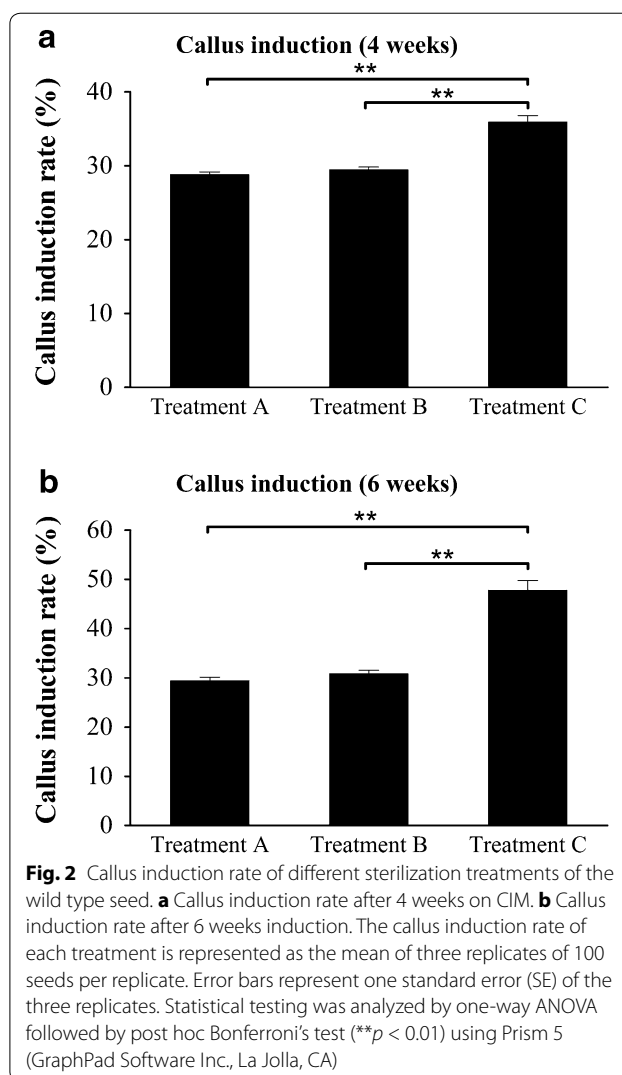 a
Callus induction (4 weeks)
**
**
Callus induction rate (%)
40
30
20
10
0
Treatment A Treatment B Treatment C
b
Callus induction (6 weeks)
**
**
Callus induction rate (%)
60
50
40
30
20
10
0
Treatment A Treatment B Treatment C
Fig. 2 Callus induction rate of different sterilization treatments of the
wild type seed. a Callus induction rate after 4 weeks on CIM. b Callus
induction rate after 6 weeks induction. The callus induction rate of
each treatment is represented as the mean of three replicates of 100
seeds per replicate. Error bars represent one standard error (SE) of the
three replicates. Statistical testing was analyzed by one-way ANOVA
followed by post hoc Bonferroni’s test (**p < 0.01) using Prism 5
(GraphPad Software Inc., La Jolla, CA)